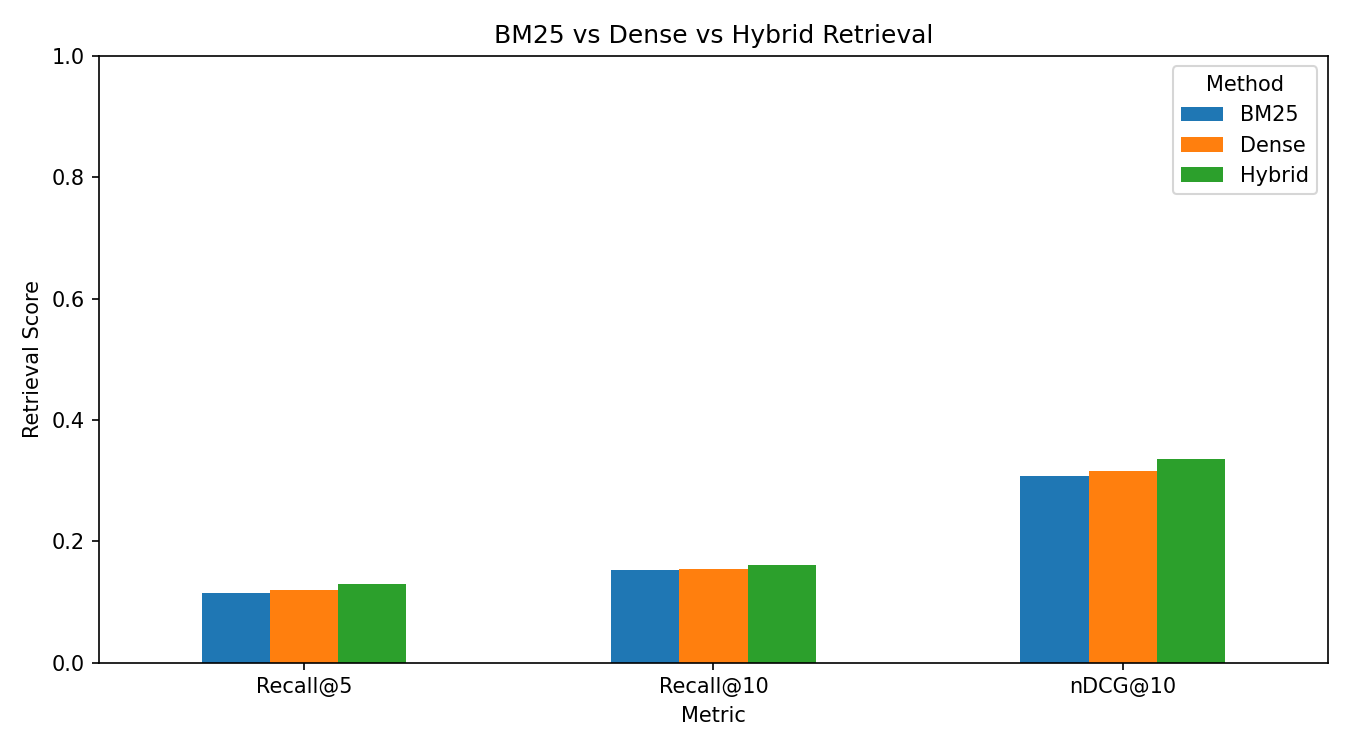 BM25 vs Dense vs Hybrid Retrieval
1.0
0.8
0.6
0.4
0.2
0.0
Retrieval Score
Method
BM25
Dense
Hybrid
Recall@5
Recall@10
nDCG@10
Metric